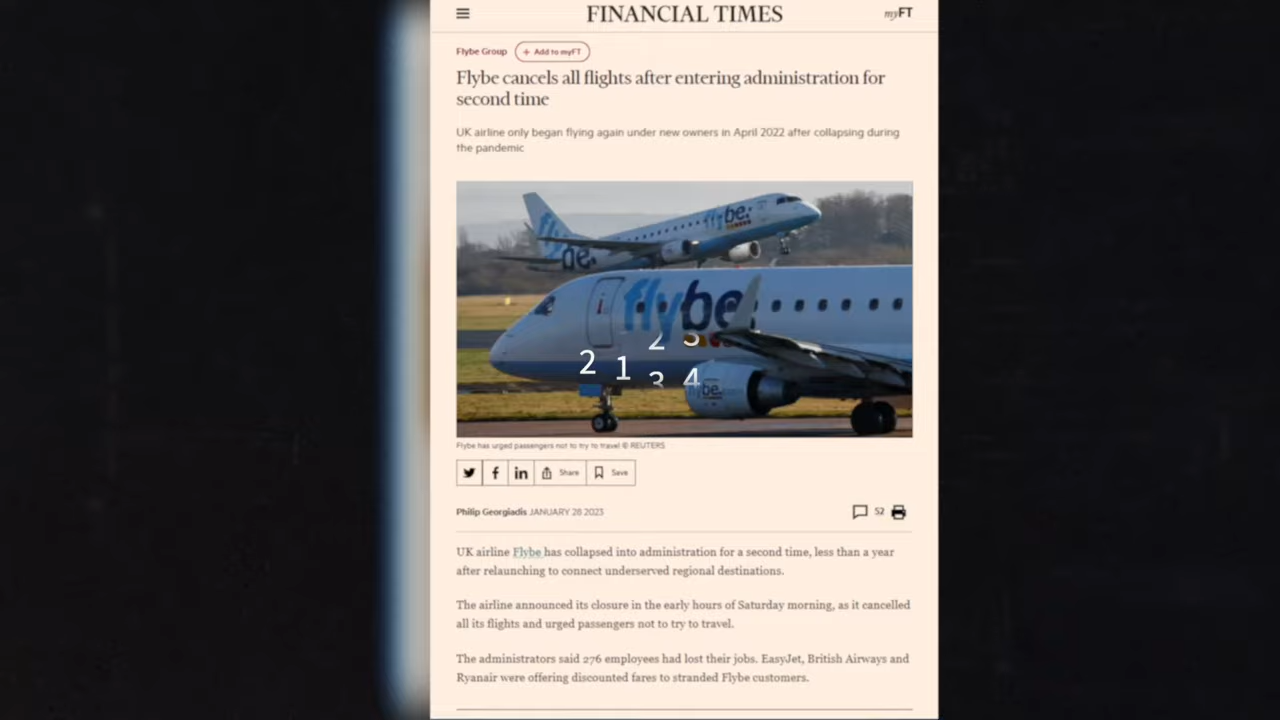 FINANCIAL TIMES
myFT
Flybe Group
+ Add to myFT
Flybe cancels all flights after entering administration for
second time
UK airline only began flying again under new owners in April 2022 after collapsing during
the pandemic
flybe.
be.
flybe
2 3
2 1
3 4
flybe.com
Flybe has urged passengers not to try to travel © REUTERS
f in Share Save
Philip Georgiadis JANUARY 28 2023
52
UK airline Flybe has collapsed into administration for a second time, less than a year
after relaunching to connect underserved regional destinations.
The airline announced its closure in the early hours of Saturday morning, as it cancelled
all its flights and urged passengers not to try to travel.
The administrators said 276 employees had lost their jobs. EasyJet, British Airways and
Ryanair were offering discounted fares to stranded Flybe customers.